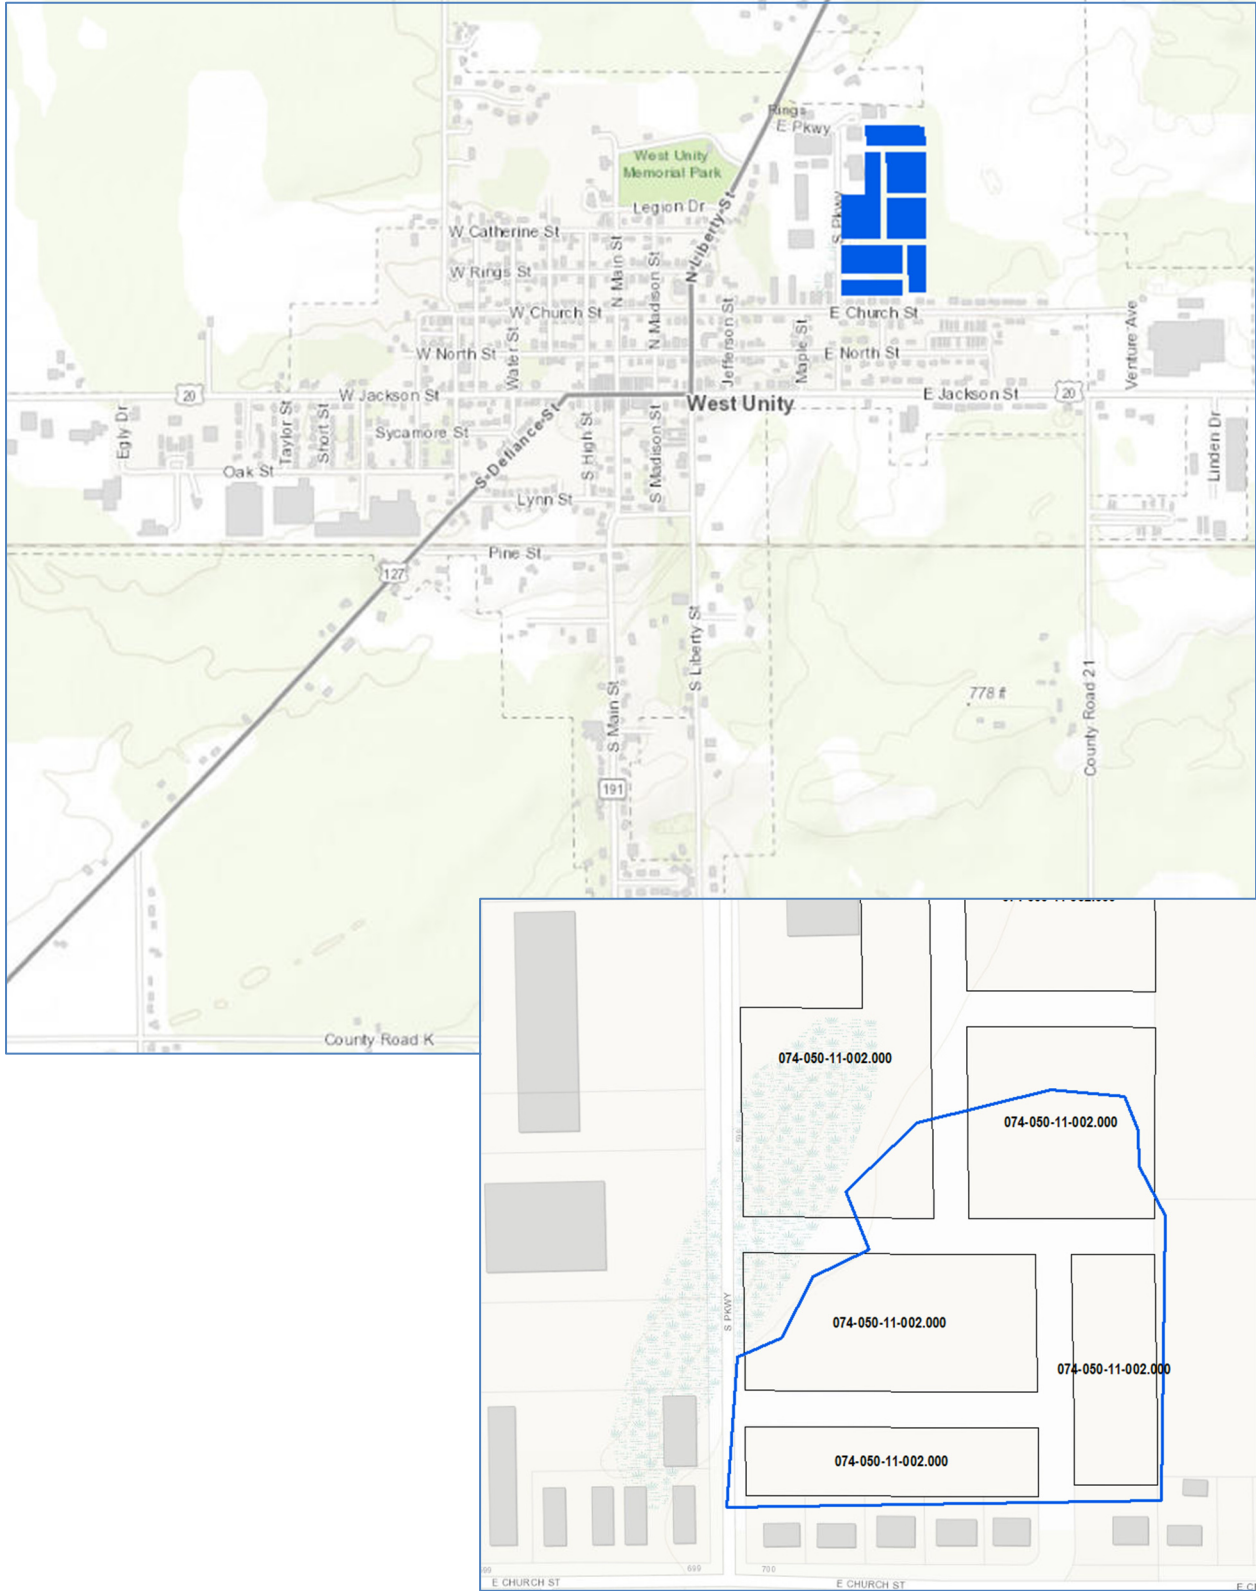 Rings
E Pkwy
West Unity
Memorial Park
S Pkwy
Legion Dr
N Liberty St
W Catherine St
N Main St
N Madison St
W Rings St
W Church St
E Church St
Jefferson St
Maple St
Water St
W North St
E North St
Venture Ave
20
W Jackson St
E Jackson St
20
West Unity
Egly Dr
Taylor St
Short St
Sycamore St
S Defiance St
S High St
S Madison St
Linden Dr
Oak St
Lynn St
Pine St
127
S Liberty St
S Main St
778 ft
County Road 21
191
County Road K
074-050-11-002.000
074-050-11-002.000
074-050-11-002.000
S PKWY
074-050-11-002.000
074-050-11-002.000
699
700
E CHURCH ST
E CHURCH ST